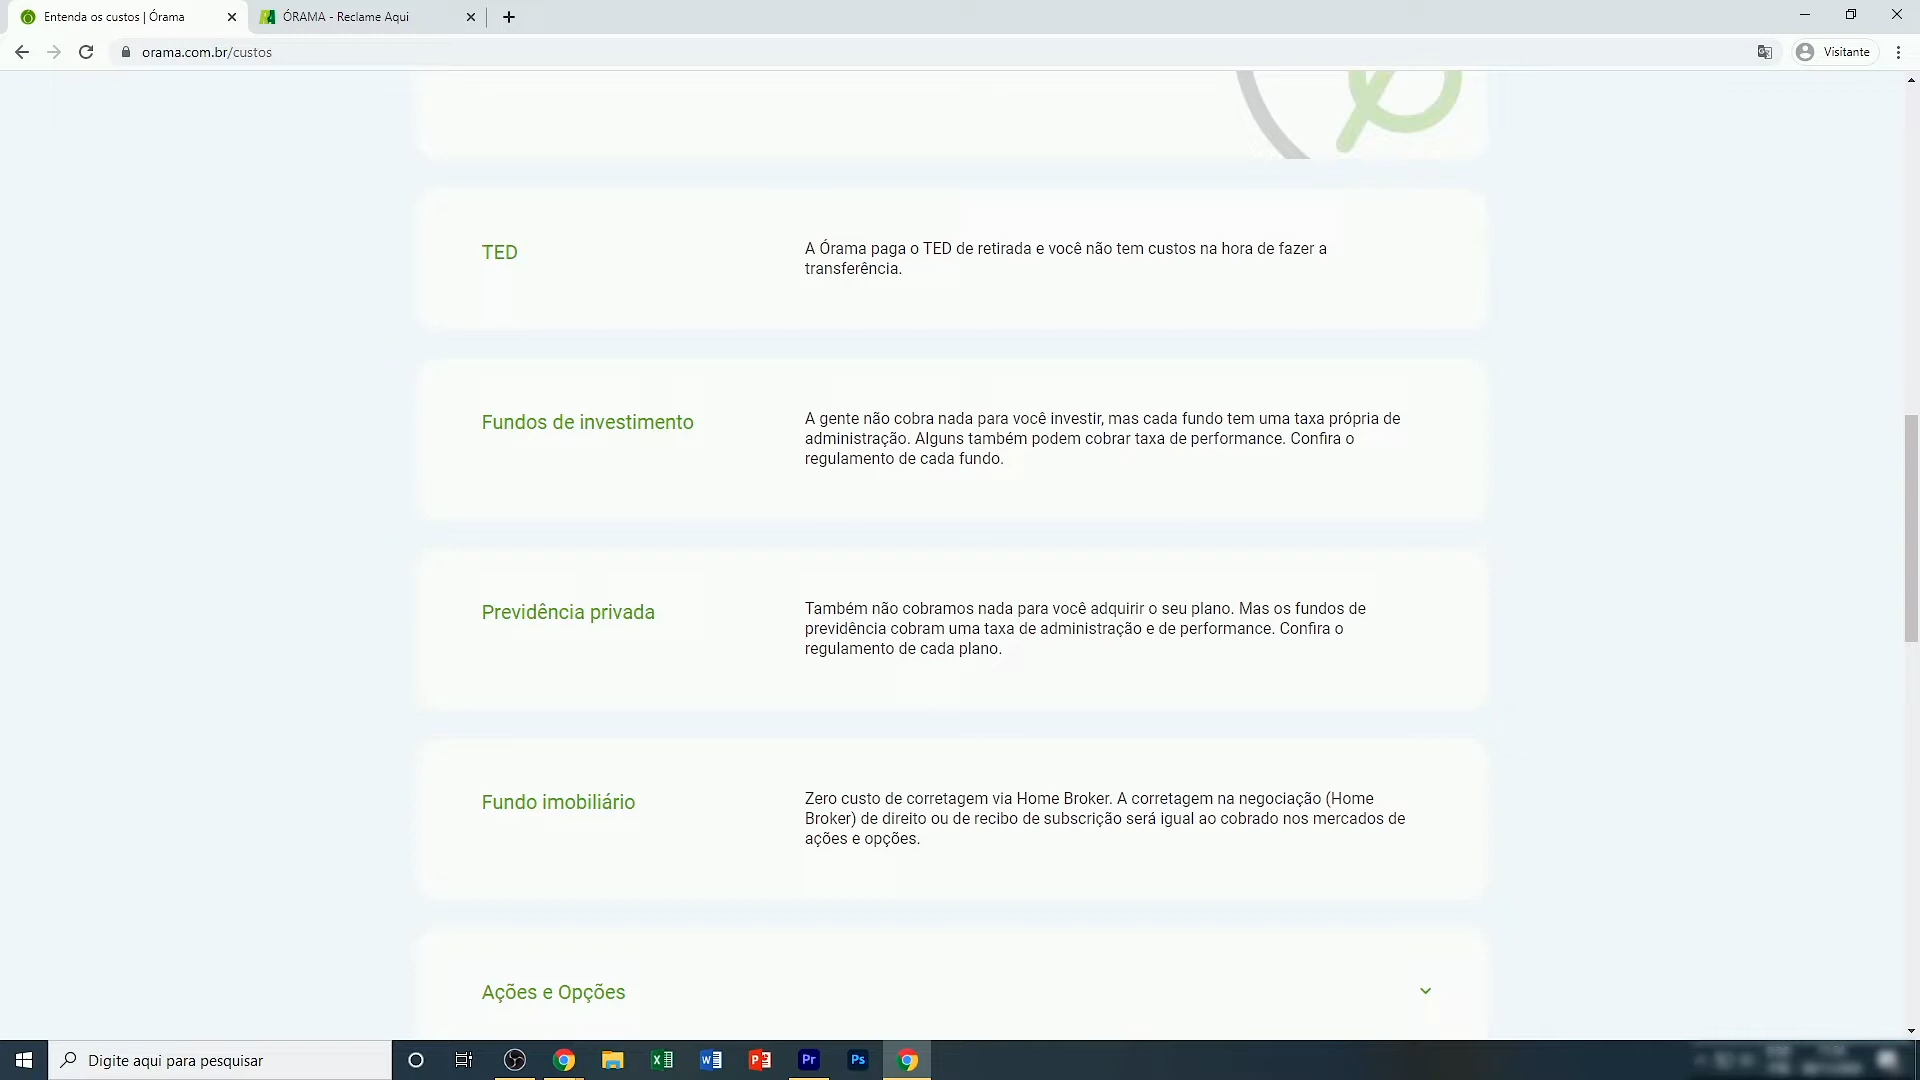 Entenda os custos | Órama
ÓRAMA - Reclame Aqui
orama.com.br/custos
Visitante
TED
A Órama paga o TED de retirada e você não tem custos na hora de fazer a
transferência.
Fundos de investimento
A gente não cobra nada para você investir, mas cada fundo tem uma taxa própria de
administração. Alguns também podem cobrar taxa de performance. Confira o
regulamento de cada fundo.
Previdência privada
Também não cobramos nada para você adquirir o seu plano. Mas os fundos de
previdência cobram uma taxa de administração e de performance. Confira o
regulamento de cada plano.
Fundo imobiliário
Zero custo de corretagem via Home Broker. A corretagem na negociação (Home
Broker) de direito ou de recibo de subscrição será igual ao cobrado nos mercados de
ações e opções.
Ações e Opções
Digite aqui para pesquisar
Pr
Ps